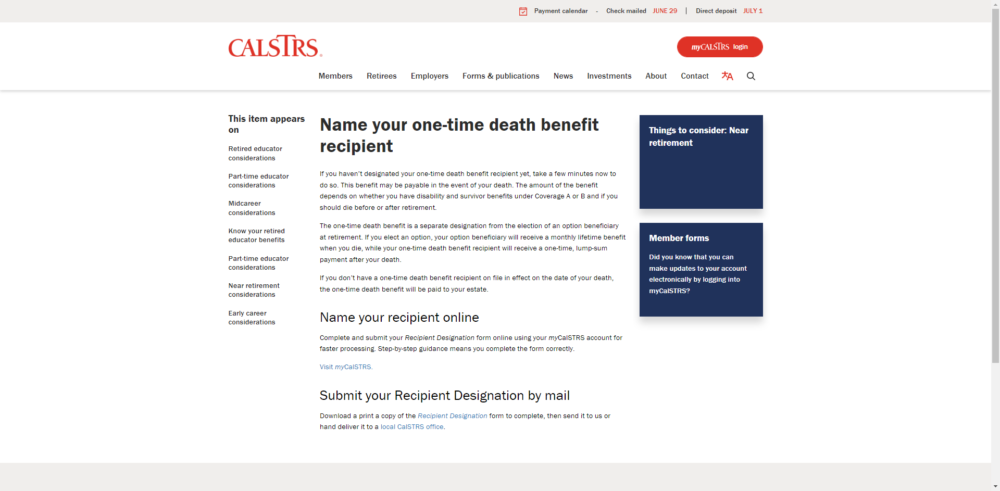 Payment calendar - Check mailed JUNE 29 | Direct deposit JULY 1
CALSTRS®
myCALSTRS login
Members Retirees Employers Forms & publications News Investments About Contact
This item appears
on
Retired educator
considerations
Part-time educator
considerations
Midcareer
considerations
Know your retired
educator benefits
Part-time educator
considerations
Near retirement
considerations
Early career
considerations
Name your one-time death benefit
recipient
If you haven’t designated your one-time death benefit recipient yet, take a few minutes now to
do so. This benefit may be payable in the event of your death. The amount of the benefit
depends on whether you have disability and survivor benefits under Coverage A or B and if you
should die before or after retirement.
The one-time death benefit is a separate designation from the election of an option beneficiary
at retirement. If you elect an option, your option beneficiary will receive a monthly lifetime benefit
when you die, while your one-time death benefit recipient will receive a one-time, lump-sum
payment after your death.
If you don’t have a one-time death benefit recipient on file in effect on the date of your death,
the one-time death benefit will be paid to your estate.
Name your recipient online
Complete and submit your Recipient Designation form online using your myCalSTRS account for
faster processing. Step-by-step guidance means you complete the form correctly.
Visit myCalSTRS.
Submit your Recipient Designation by mail
Download a print a copy of the Recipient Designation form to complete, then send it to us or
hand deliver it to a local CalSTRS office.
Things to consider: Near
retirement
Member forms
Did you know that you can
make updates to your account
electronically by logging into
myCalSTRS?